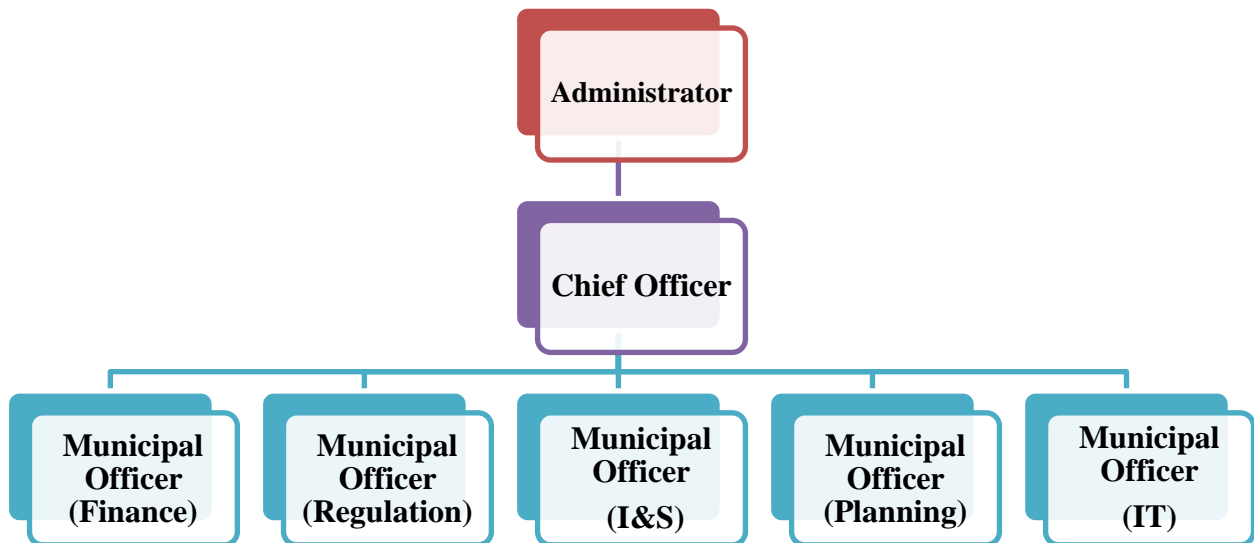 Administrator
Chief Officer
Municipal
Officer
(Finance)
Municipal
Officer
(Regulation)
Municipal
Officer
(I&S)
Municipal
Officer
(Planning)
Municipal
Officer
(IT)